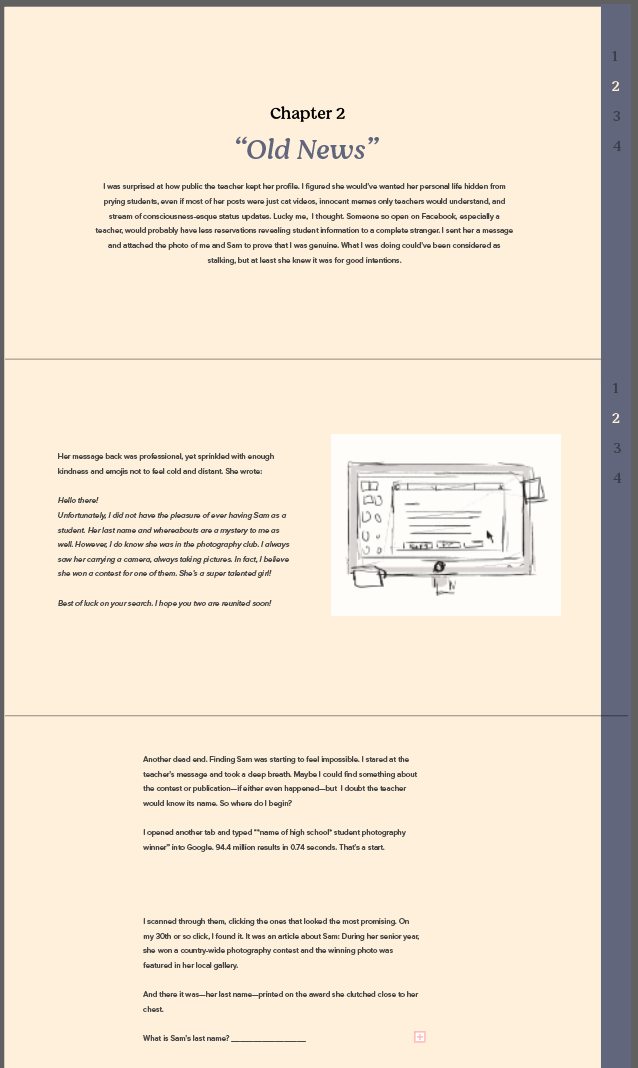 1
2
3
4
Chapter 2
“Old News”
I was surprised at how public the teacher kept her profile. I figured she would've wanted her personal life hidden from
prying students, even if most of her posts were just cat videos, innocent memes only teachers would understand, and
stream of consciousness-esque status updates. Lucky me, I thought. Someone so open on Facebook, especially a
teacher, would probably have less reservations revealing student information to a complete stranger. I sent her a message
and attached the photo of me and Sam to prove that I was genuine. What I was doing could've been considered as
stalking, but at least she knew it was for good intentions.
1
2
3
4
Her message back was professional, yet sprinkled with enough
kindness and emojis not to feel cold and distant. She wrote:
Hello there!
Unfortunately, I did not have the pleasure of ever having Sam as a
student. Her last name and whereabouts are a mystery to me as
well. However, I do know she was in the photography club. I always
saw her carrying a camera, always taking pictures. In fact, I believe
she won a contest for one of them. She's a super talented girl!
Best of luck on your search. I hope you two are reunited soon!
Another dead end. Finding Sam was starting to feel impossible. I stared at the
teacher's message and took a deep breath. Maybe I could find something about
the contest or publication—if either even happened—but I doubt the teacher
would know its name. So where do I begin?
I opened another tab and typed "*name of high school* student photography
winner" into Google. 94.4 million results in 0.74 seconds. That's a start.
I scanned through them, clicking the ones that looked the most promising. On
my 30th or so click, I found it. It was an article about Sam: During her senior year,
she won a country-wide photography contest and the winning photo was
featured in her local gallery.
And there it was—her last name—printed on the award she clutched close to her
chest.
What is Sam's last name? __________________